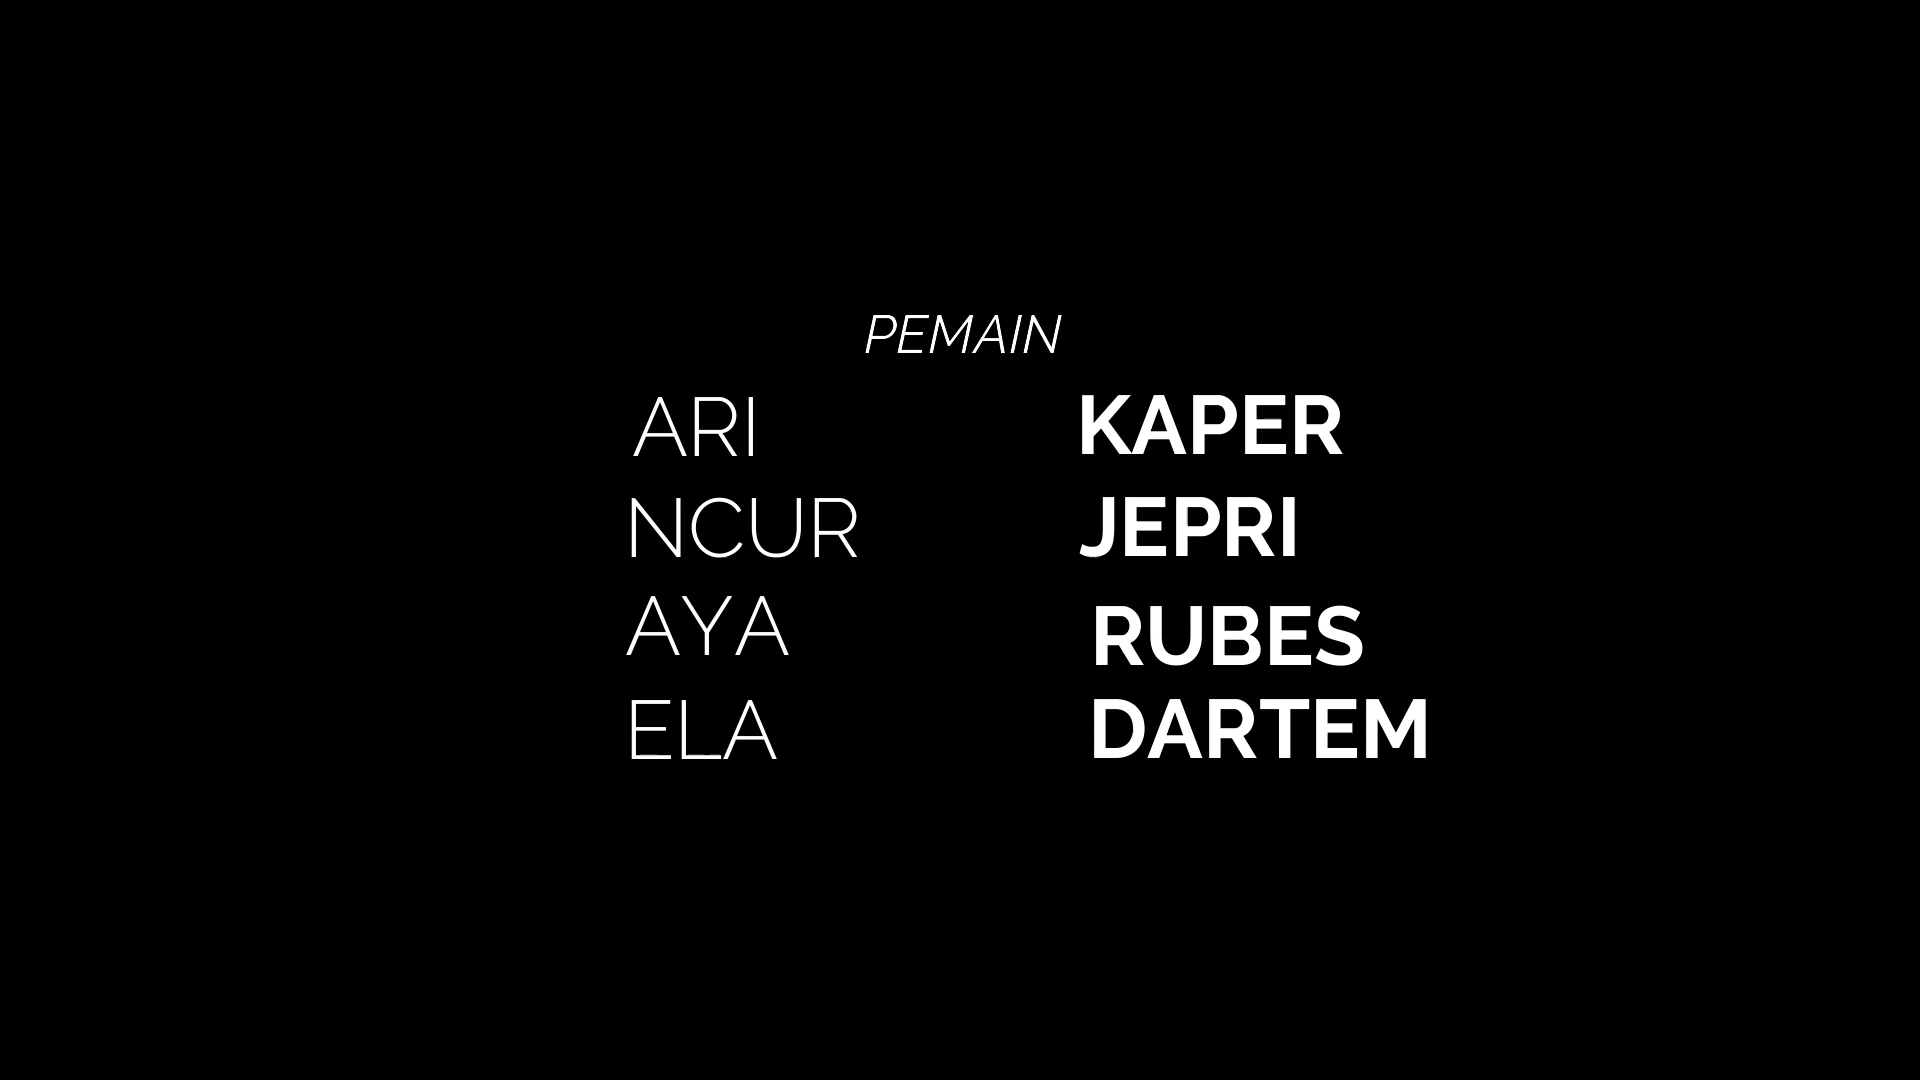 PEMAIN
ARI KAPER
NCUR JEPRI
AYA RUBES
ELA DARTEM